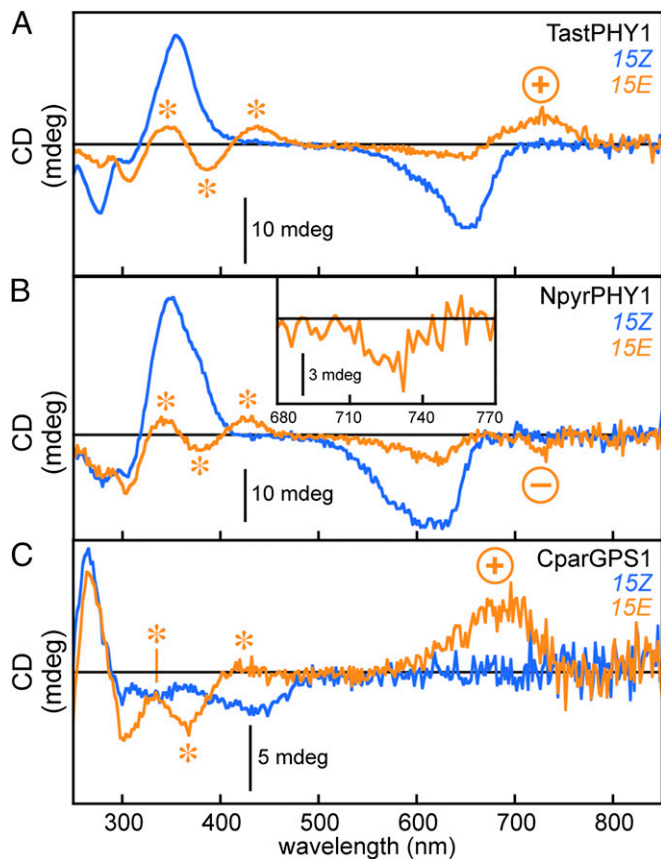 A
TastPHY1
15Z
15E
CD
(mdeg)
* * *
+
10 mdeg
B
NpyrPHY1
15Z
15E
CD
(mdeg)
* * *
3 mdeg
680 710 740 770
−
10 mdeg
C
CparGPS1
15Z
15E
CD
(mdeg)
* * *
+
5 mdeg
300 400 500 600 700 800
wavelength (nm)